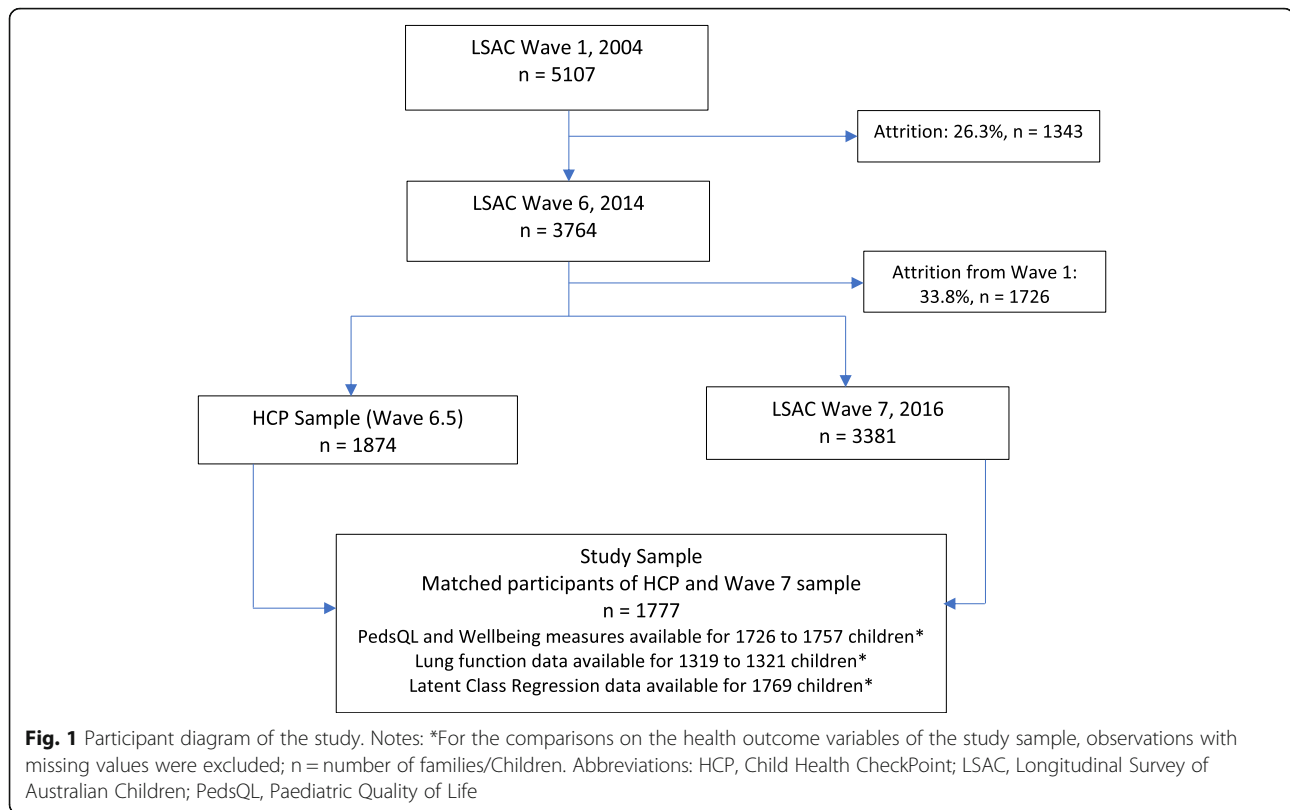 LSAC Wave 1, 2004
n = 5107
Attrition: 26.3%, n = 1343
LSAC Wave 6, 2014
n = 3764
Attrition from Wave 1:
33.8%, n = 1726
HCP Sample (Wave 6.5)
n = 1874
LSAC Wave 7, 2016
n = 3381
Study Sample
Matched participants of HCP and Wave 7 sample
n = 1777
PedsQL and Wellbeing measures available for 1726 to 1757 children*
Lung function data available for 1319 to 1321 children*
Latent Class Regression data available for 1769 children*
Fig. 1 Participant diagram of the study. Notes: *For the comparisons on the health outcome variables of the study sample, observations with
missing values were excluded; n = number of families/Children. Abbreviations: HCP, Child Health CheckPoint; LSAC, Longitudinal Survey of
Australian Children; PedsQL, Paediatric Quality of Life